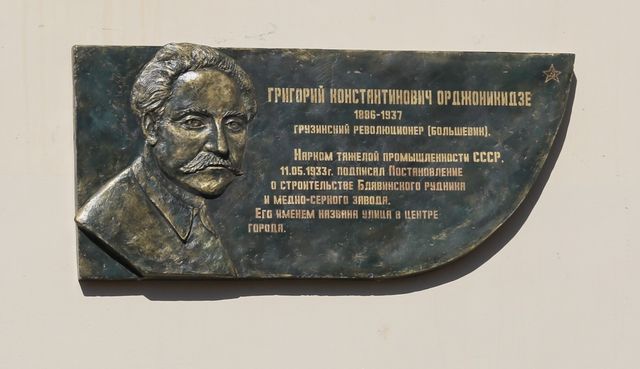 ГРИГОРИЙ КОНСТАНТИНОВИЧ ОРДЖОНИКИДЗЕ
1886-1937
ГРУЗИНСКИЙ РЕВОЛЮЦИОНЕР (БОЛЬШЕВИК).
НАРКОМ ТЯЖЕЛОЙ ПРОМЫШЛЕННОСТИ СССР.
11.05.1933г. ПОДПИСАЛ ПОСТАНОВЛЕНИЕ
О СТРОИТЕЛЬСТВЕ БЛЯВИНСКОГО РУДНИКА
И МЕДНО-СЕРНОГО ЗАВОДА.
ЕГО ИМЕНЕМ НАЗВАНА УЛИЦА В ЦЕНТРЕ
ГОРОДА.